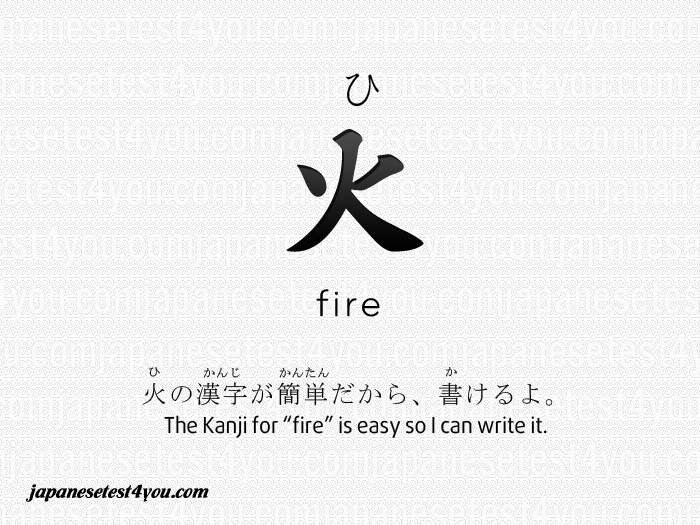 ひ
火
fire
ひ かんじ かんたん か
火の漢字が簡単だから、書けるよ。
The Kanji for “fire” is easy so I can write it.
japanesetest4you.com